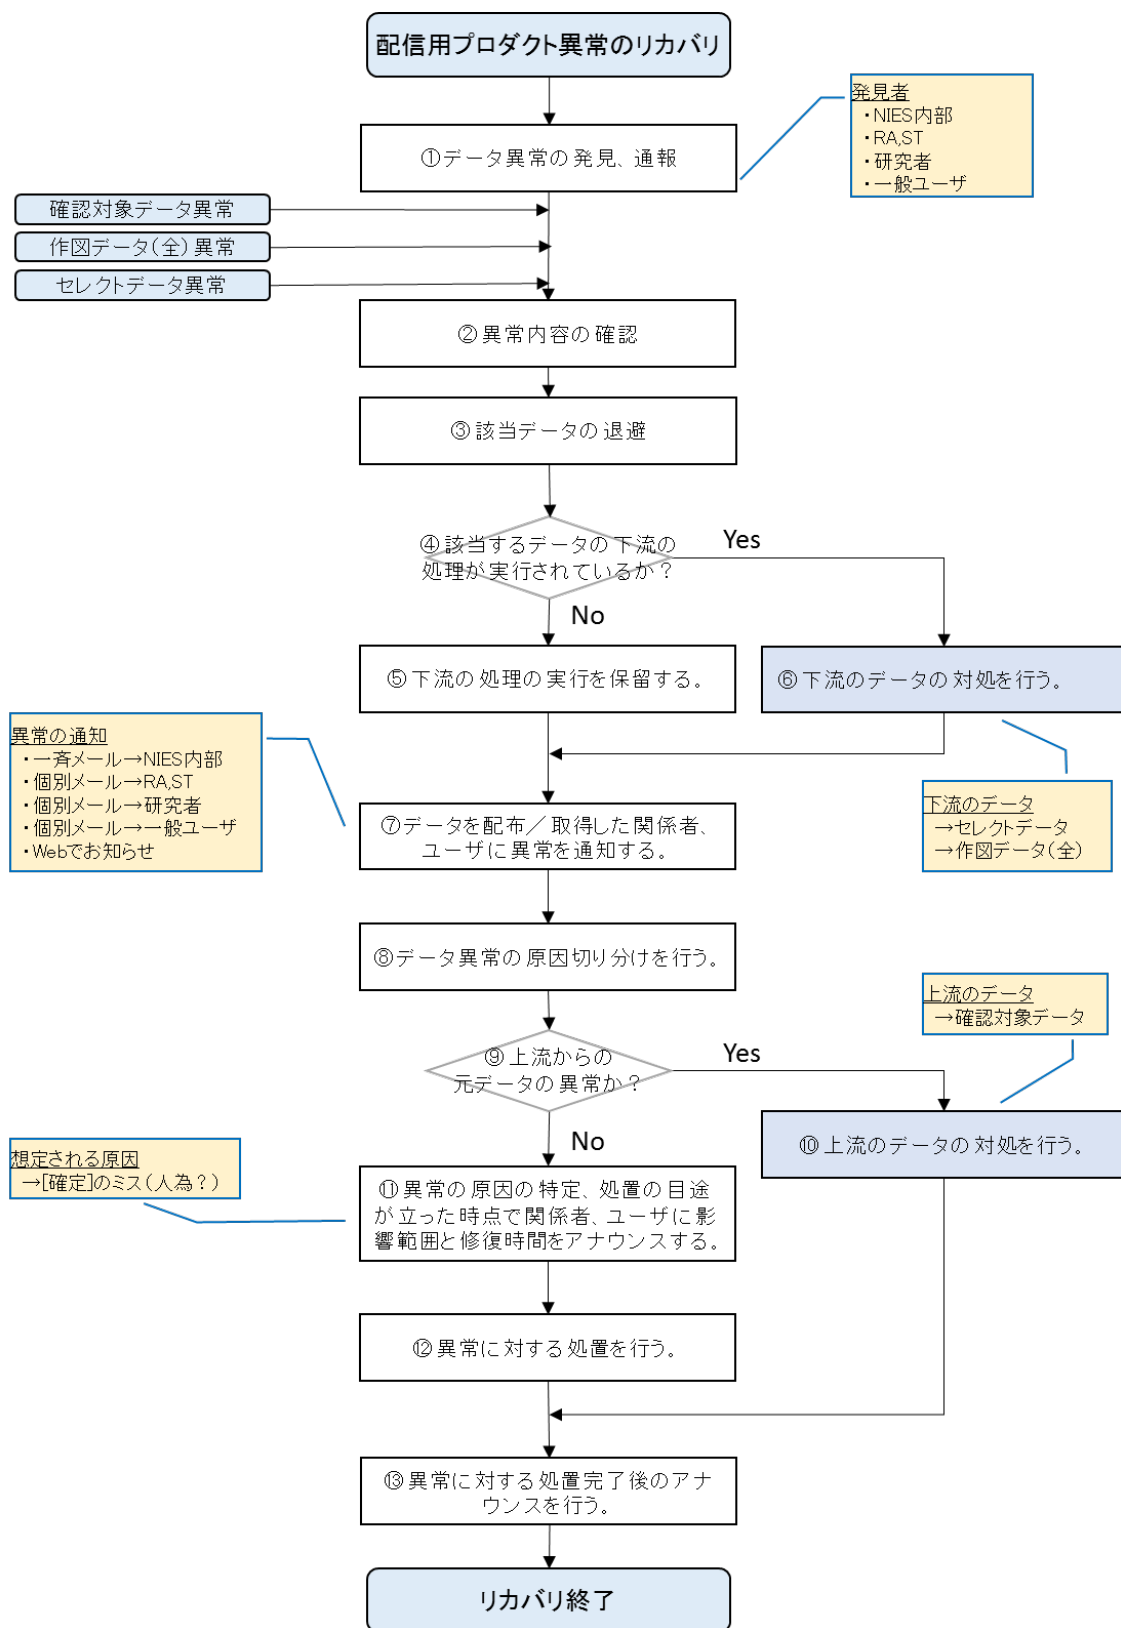 配信用プロダクト異常のリカバリ
発見者
・NIES内部
・RA,ST
・研究者
・一般ユーザ
①データ異常の発見、通報
確認対象データ異常
作図データ(全)異常
セレクトデータ異常
②異常内容の確認
③該当データの退避
④該当するデータの下流の
処理が実行されているか？
Yes
No
⑤下流の処理の実行を保留する。
⑥下流のデータの対処を行う。
異常の通知
・一斉メール→NIES内部
・個別メール→RA,ST
・個別メール→研究者
・個別メール→一般ユーザ
・Webでお知らせ
下流のデータ
→セレクトデータ
→作図データ(全)
⑦データを配布／取得した関係者、
ユーザに異常を通知する。
⑧データ異常の原因切り分けを行う。
上流のデータ
→確認対象データ
⑨上流からの
元データの異常か？
Yes
No
⑩上流のデータの対処を行う。
想定される原因
→[確定]のミス(人為？)
⑪異常の原因の特定、処置の目途
が立った時点で関係者、ユーザに影
響範囲と修復時間をアナウンスする。
⑫異常に対する処置を行う。
⑬異常に対する処置完了後のアナ
ウンスを行う。
リカバリ終了